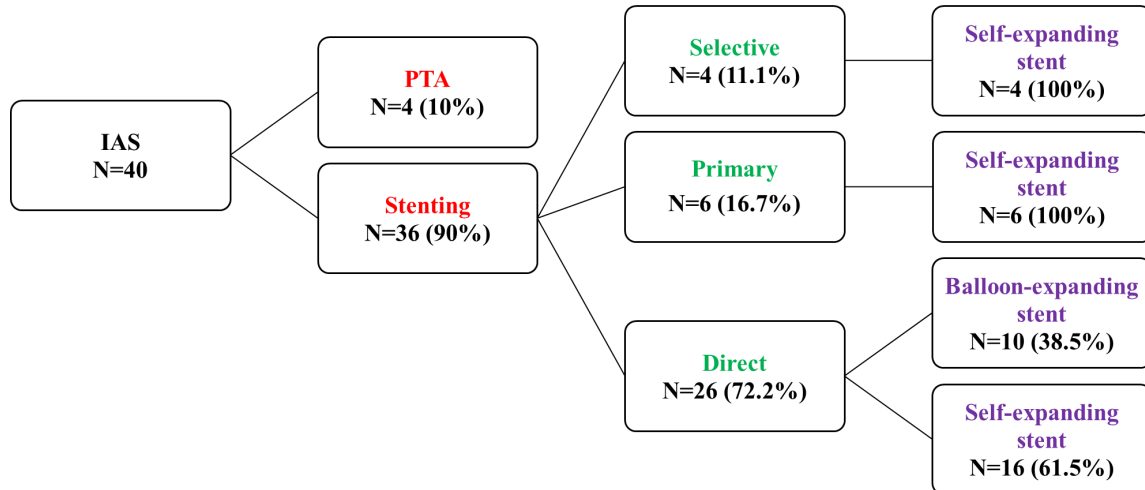 IAS
N=40
PTA
N=4 (10%)
Stenting
N=36 (90%)
Selective
N=4 (11.1%)
Primary
N=6 (16.7%)
Direct
N=26 (72.2%)
Self-expanding
stent
N=4 (100%)
Self-expanding
stent
N=6 (100%)
Balloon-expanding
stent
N=10 (38.5%)
Self-expanding
stent
N=16 (61.5%)